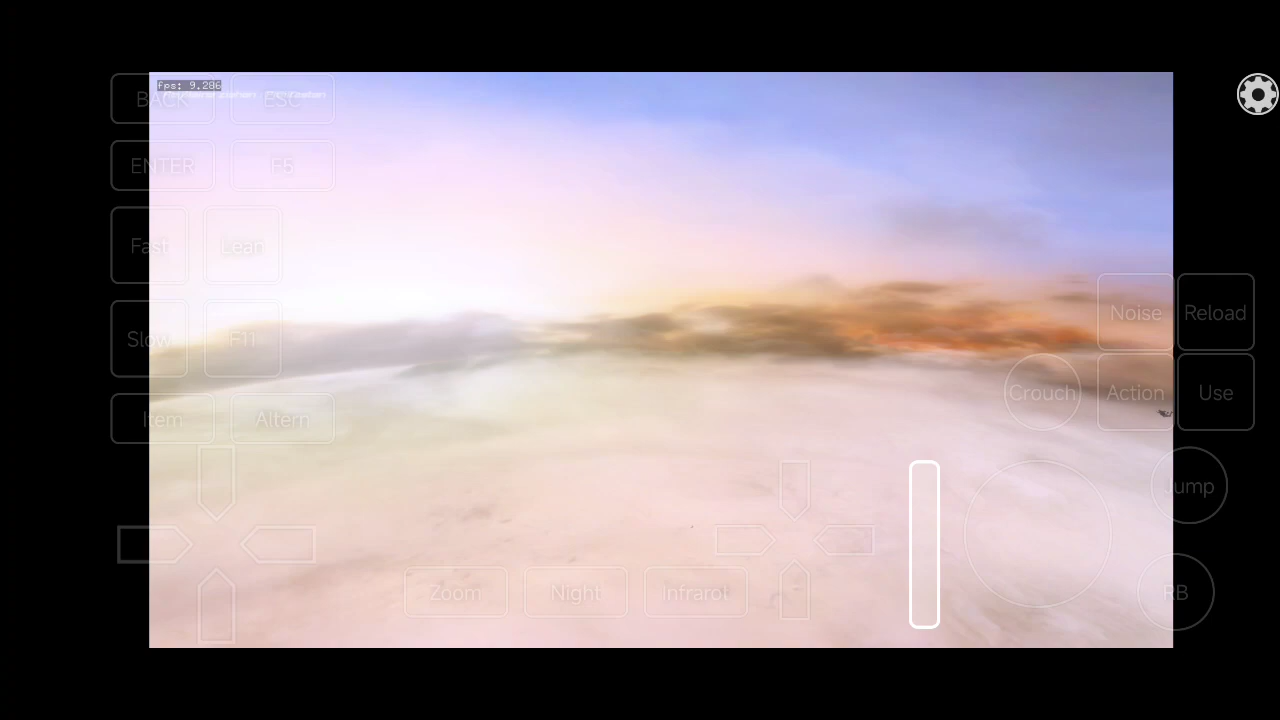 fps: 9.286
BACK ESC
ENTER F5
Fast Lean
Noise Reload
Slow F11
Crouch Action Use
Item Altern
Jump
Zoom Night Infrarot RB